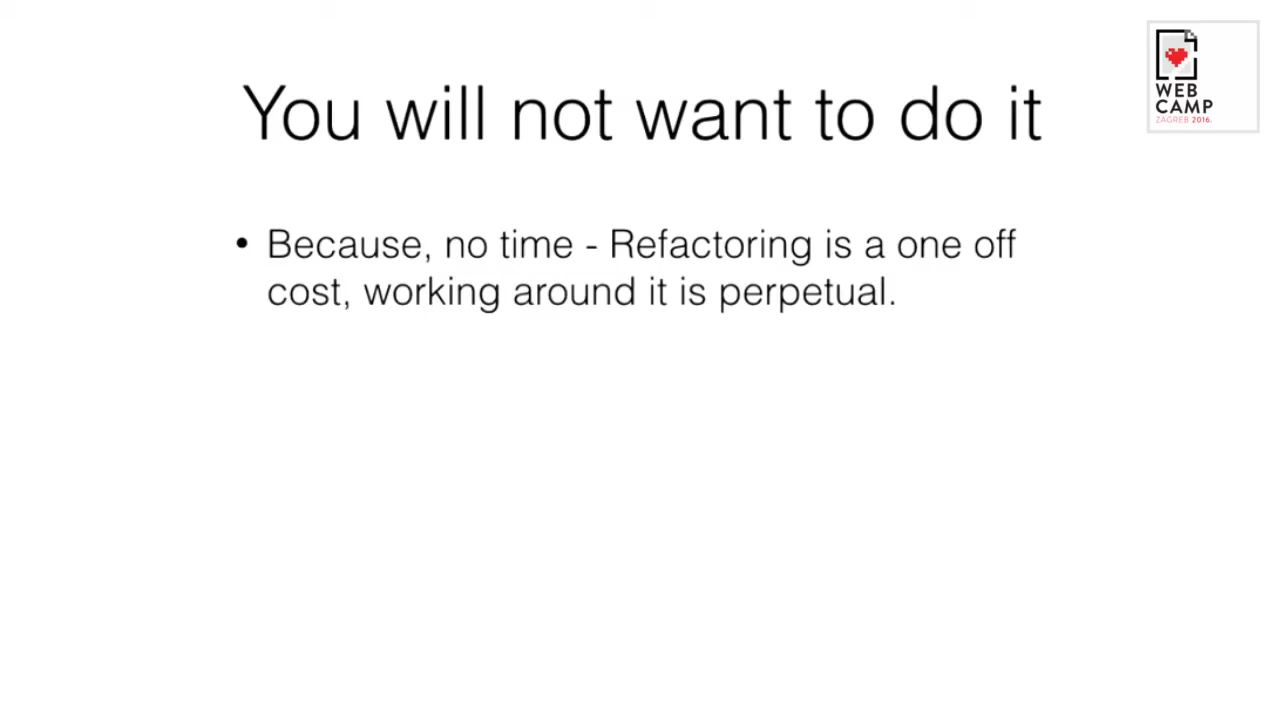 You will not want to do it
• Because, no time - Refactoring is a one off
cost, working around it is perpetual.
WEB
CAMP
ZAGREB 2016.